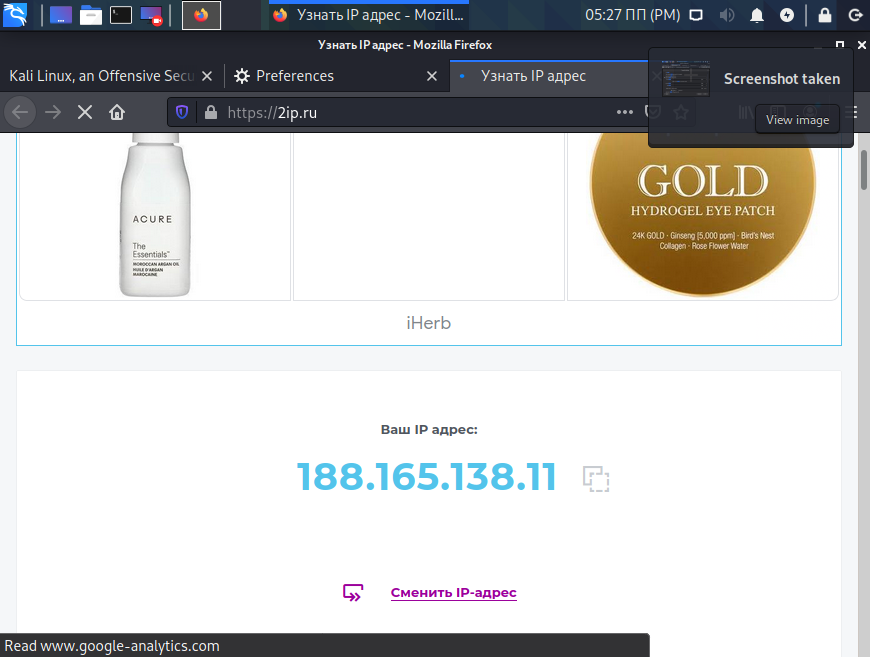 Узнать IP адрес - Mozill...
05:27 ПП (PM)
Узнать IP адрес - Mozilla Firefox
Kali Linux, an Offensive Secu
Preferences
Узнать IP адрес
Screenshot taken
View image
https://2ip.ru
ACURE
The
Essentials™
MOROCCAN ARGAN OIL
HUILE D'ARGAN
MAROCAINE
GOLD
HYDROGEL EYE PATCH
24K GOLD · Ginseng [5,000 ppm] · Bird's Nest
Collagen · Rose Flower Water
iHerb
Ваш IP адрес:
188.165.138.11
Сменить IP-адрес
Read www.google-analytics.com